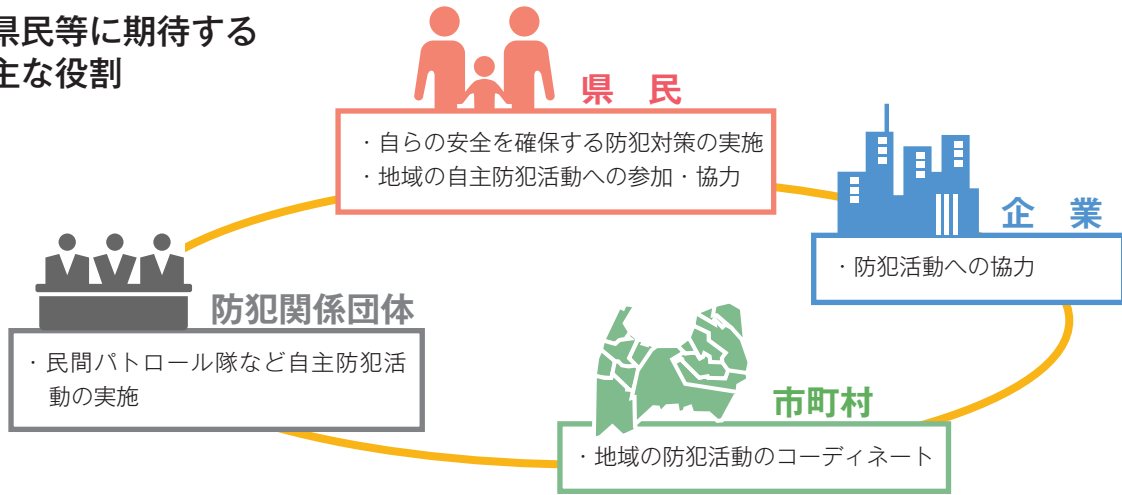 県民等に期待する
主な役割
県　民
・自らの安全を確保する防犯対策の実施
・地域の自主防犯活動への参加・協力
企　業
・防犯活動への協力
防犯関係団体
・民間パトロール隊など自主防犯活
動の実施
市町村
・地域の防犯活動のコーディネート